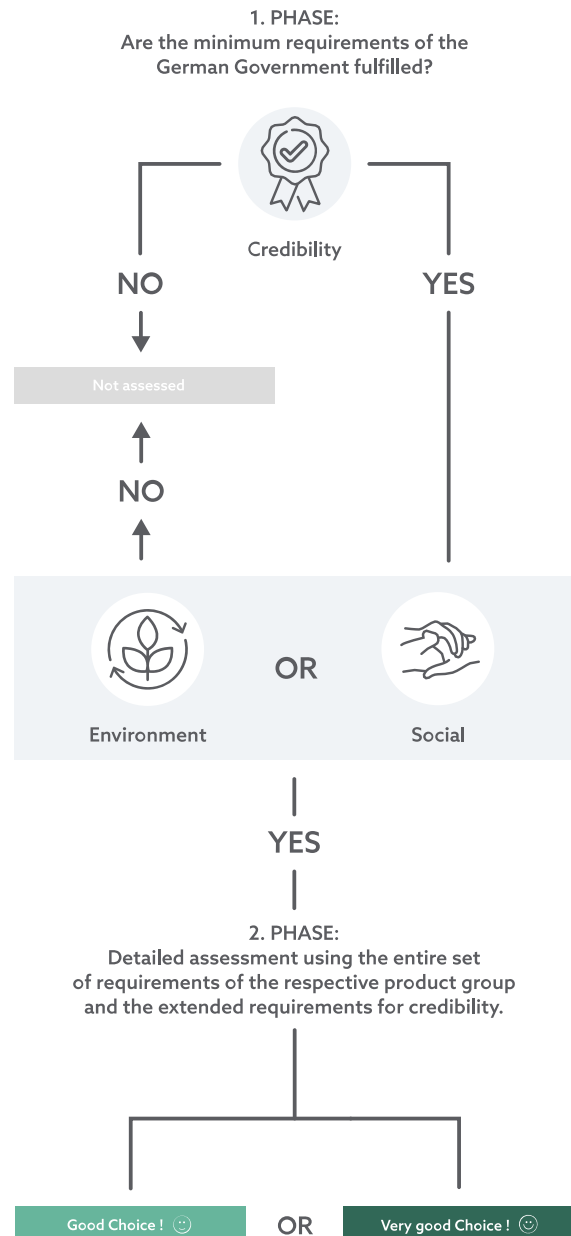 1. PHASE:
Are the minimum requirements of the
German Government fulfilled?
Credibility
NO
YES
Not assessed
NO
OR
Environment
Social
YES
2. PHASE:
Detailed assessment using the entire set
of requirements of the respective product group
and the extended requirements for credibility.
Good Choice !
OR
Very good Choice !